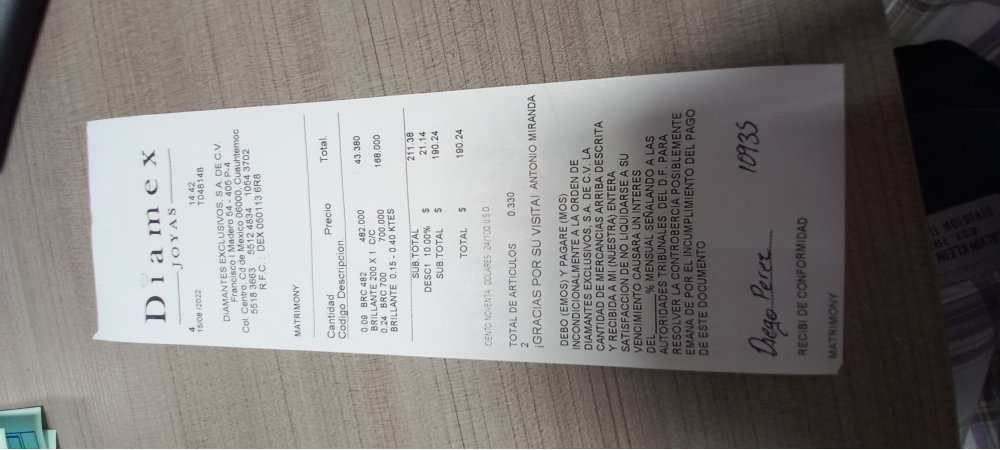 Diamex
JOYAS
4 14:42
15/08/2022 T048148
DIAMANTES EXCLUSIVOS, S.A. DE C.V.
Francisco I Madero 54 - 405 P-4
Col Centro, Cd de Mexico 06000, Cuauhtemoc
5518 3663, 5512 4834 1054 3702
R.F.C. : DEX 050113 6R8
MATRIMONY
Cantidad Precio Total.
Codigo Descripcion
0.09 BRC 482 482.000 43.380
BRILLANTE 200 X 1 C/C
0.24 BRC 700 700.000 168.000
BRILLANTE 0.15 - 0.40 KTES
SUB.TOTAL 211.38
DESC1 10.00% $ 21.14
SUB.TOTAL $ 190.24
TOTAL $ 190.24
CIENTO NOVENTA DOLARES 24/100 U.S.D.
TOTAL DE ARTICULOS 0.330
2
¡GRACIAS POR SU VISITA! ANTONIO MIRANDA
DEBO (EMOS) Y PAGARE (MOS)
INCONDICIONALMENTE A LA ORDEN DE
DIAMANTES EXCLUSIVOS, S.A. DE C.V. LA
CANTIDAD DE MERCANCIAS ARRIBA DESCRITA
Y RECIBIDA A MI (NUESTRA) ENTERA
SATISFACCION DE NO LIQUIDARSE A SU
VENCIMIENTO CAUSARA UN INTERES
DEL_____% MENSUAL SEÑALANDO A LAS
AUTORIDADES TRIBUNALES DEL D.F. PARA
RESOLVER LA CONTROBERCIA POSIBLEMENTE
EMANA DE POR EL INCUMPLIMIENTO DEL PAGO
DE ESTE DOCUMENTO
Diego Perez 10935
RECIBI DE CONFORMIDAD
MATRIMONY